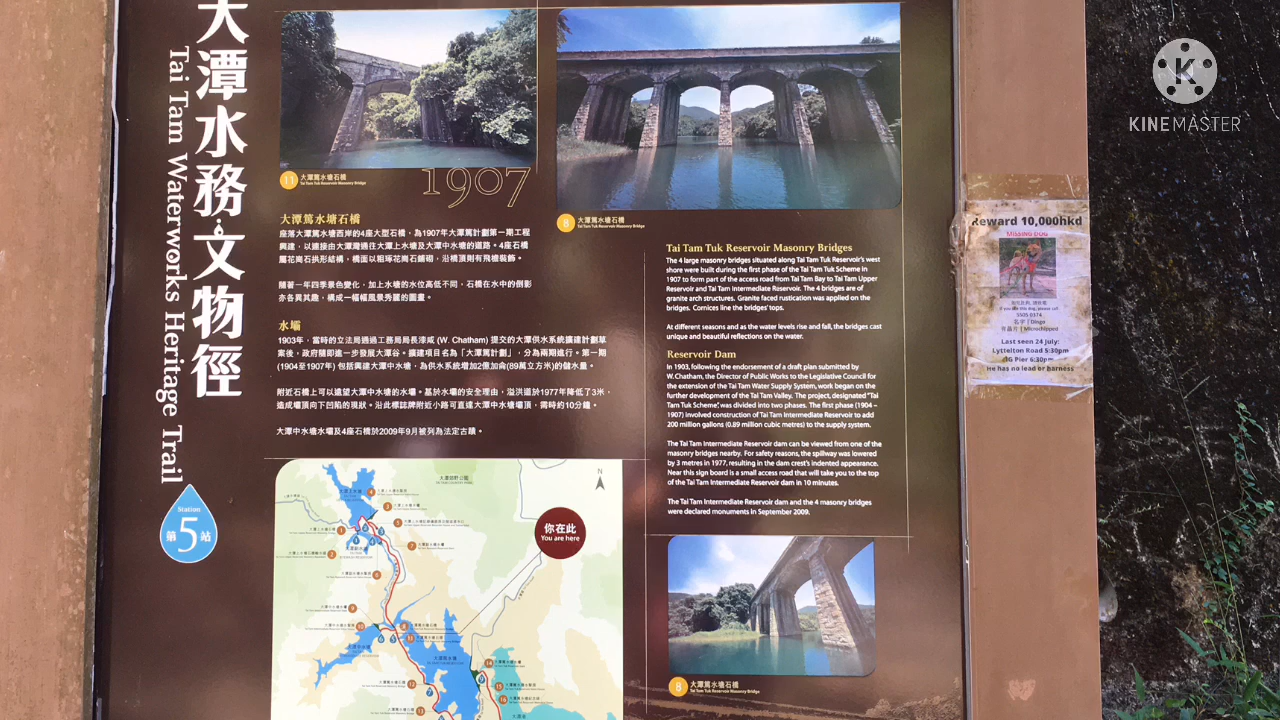 大潭水務文物徑
Tai Tam Waterworks Heritage Trail
Station
第5站
11 大潭篤水塘石橋
Tai Tam Tuk Reservoir Masonry Bridge
1907
8 大潭篤水塘石橋
Tai Tam Tuk Reservoir Masonry Bridge
大潭篤水塘石橋
座落大潭篤水塘西岸的4座大型石橋，為1907年大潭篤計劃第一期工程
興建，以連接由大潭灣通往大潭上水塘及大潭中水塘的道路。4座石橋
屬花崗石拱形結構，橋面以粗琢花崗石鋪砌，沿橋頂則有飛檐裝飾。
隨著一年四季景色變化，加上水塘的水位高低不同，石橋在水中的倒影
亦各異其趣，構成一幅幅風景秀麗的圖畫。
水壩
1903年，當時的立法局通過工務局局長漆咸 (W. Chatham) 提交的大潭供水系統擴建計劃草
案後，政府隨即進一步發展大潭谷。擴建項目名為「大潭篤計劃」，分為兩期進行。第一期
(1904至1907年) 包括興建大潭中水塘，為供水系統增加2億加侖(89萬立方米)的儲水量。
附近石橋上可以遠望大潭中水塘的水壩。基於水壩的安全理由，溢洪道於1977年降低了3米，
造成壩頂向下凹陷的現狀。沿此標誌牌附近小路可直達大潭中水塘壩頂，需時約10分鐘。
大潭中水塘水壩及4座石橋於2009年9月被列為法定古蹟。
Tai Tam Tuk Reservoir Masonry Bridges
The 4 large masonry bridges situated along Tai Tam Tuk Reservoir's west
shore were built during the first phase of the Tai Tam Tuk Scheme in
1907 to form part of the access road from Tai Tam Bay to Tai Tam Upper
Reservoir and Tai Tam Intermediate Reservoir. The 4 bridges are of
granite arch structures. Granite faced rustication was applied on the
bridges. Cornices line the bridges' tops.
At different seasons and as the water levels rise and fall, the bridges cast
unique and beautiful reflections on the water.
Reservoir Dam
In 1903, following the endorsement of a draft plan submitted by
W. Chatham, the Director of Public Works to the Legislative Council for
the extension of the Tai Tam Water Supply System, work began on the
further development of the Tai Tam Valley. The project, designated "Tai
Tam Tuk Scheme", was divided into two phases. The first phase (1904 –
1907) involved construction of Tai Tam Intermediate Reservoir to add
200 million gallons (0.89 million cubic metres) to the supply system.
The Tai Tam Intermediate Reservoir dam can be viewed from one of the
masonry bridges nearby. For safety reasons, the spillway was lowered
by 3 metres in 1977, resulting in the dam crest's indented appearance.
Near this sign board is a small access road that will take you to the top
of the Tai Tam Intermediate Reservoir dam in 10 minutes.
The Tai Tam Intermediate Reservoir dam and the 4 masonry bridges
were declared monuments in September 2009.
大潭郊野公園
N
你在此
You are here
8 大潭篤水塘石橋
Tai Tam Tuk Reservoir Masonry Bridge
Reward 10,000hkd
MISSING DOG
Last seen 24 July:
Lyttelton Road 5:30pm
CG Pier 6:30pm
He has no lead or harness
K
KINEMASTER